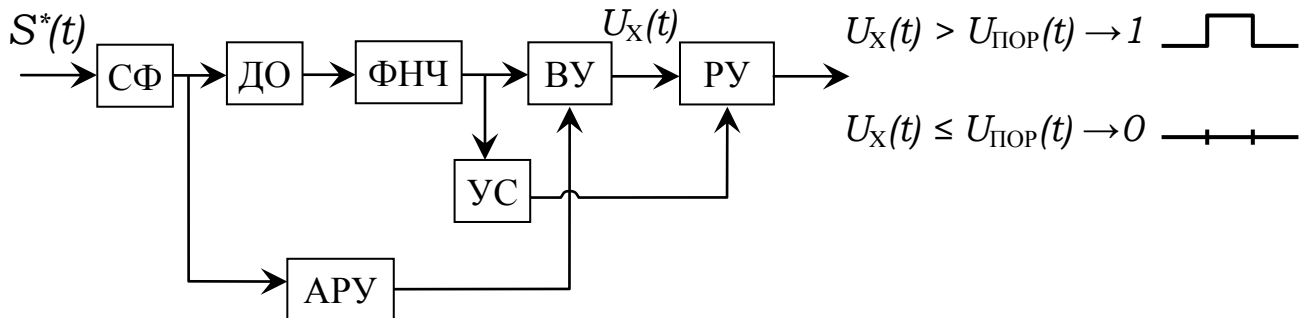 S*(t)
U_X(t)
U_X(t) > U_ПОР(t) → 1
СФ
ДО
ФНЧ
ВУ
РУ
U_X(t) ≤ U_ПОР(t) → 0
УС
АРУ